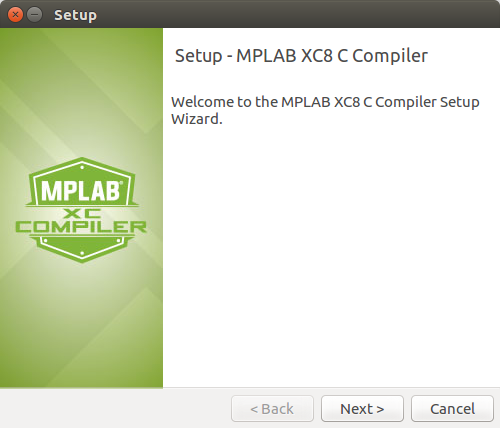 Setup
Setup - MPLAB XC8 C Compiler
Welcome to the MPLAB XC8 C Compiler Setup
Wizard.
MPLAB®
XC
COMPILER
< Back
Next >
Cancel